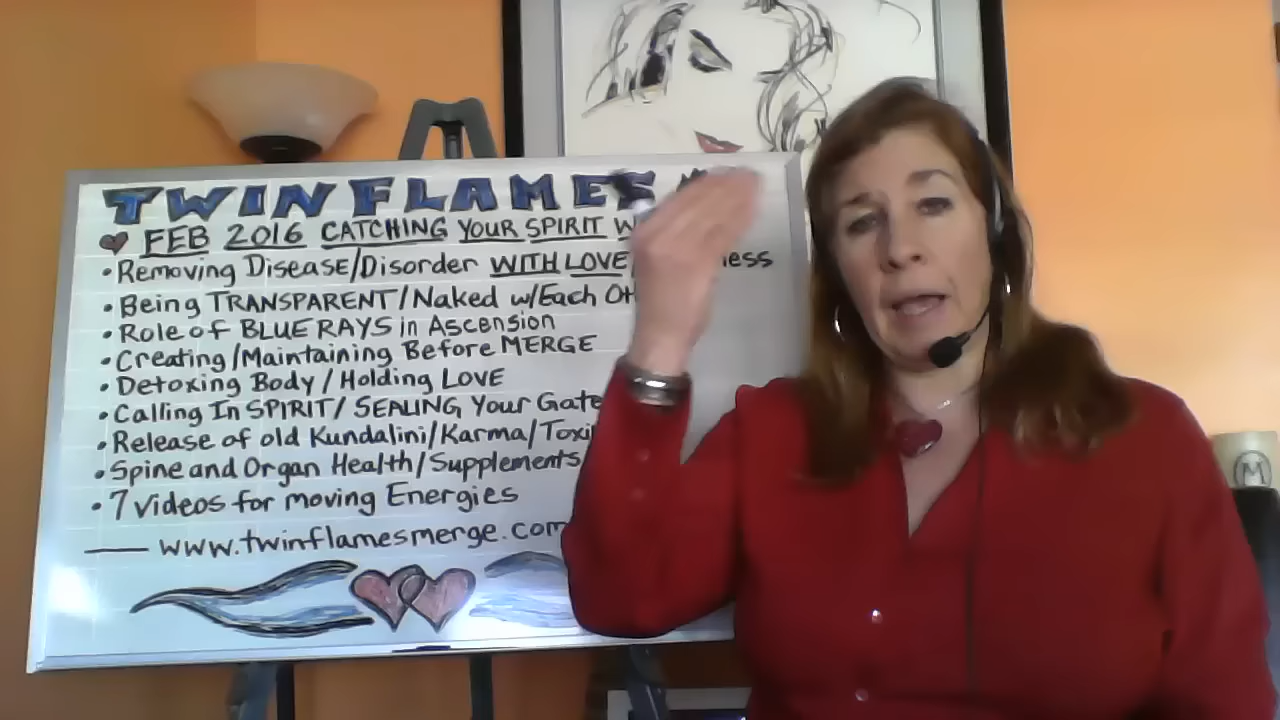 TWIN FLAMES
FEB 2016 CATCHING YOUR SPIRIT
•Removing Disease/Disorder WITH LOVE/
•Being TRANSPARENT/Naked w/Each
•Role of BLUE RAYS in Ascension
•Creating/Maintaining Before MERGE
•Detoxing Body/Holding LOVE
•Calling In SPIRIT/SEALING Your
•Release of old Kundalini/Karma/
•Spine and Organ Health/Supplements
•7 videos for moving Energies
— www.twinflamesmerge.com
M